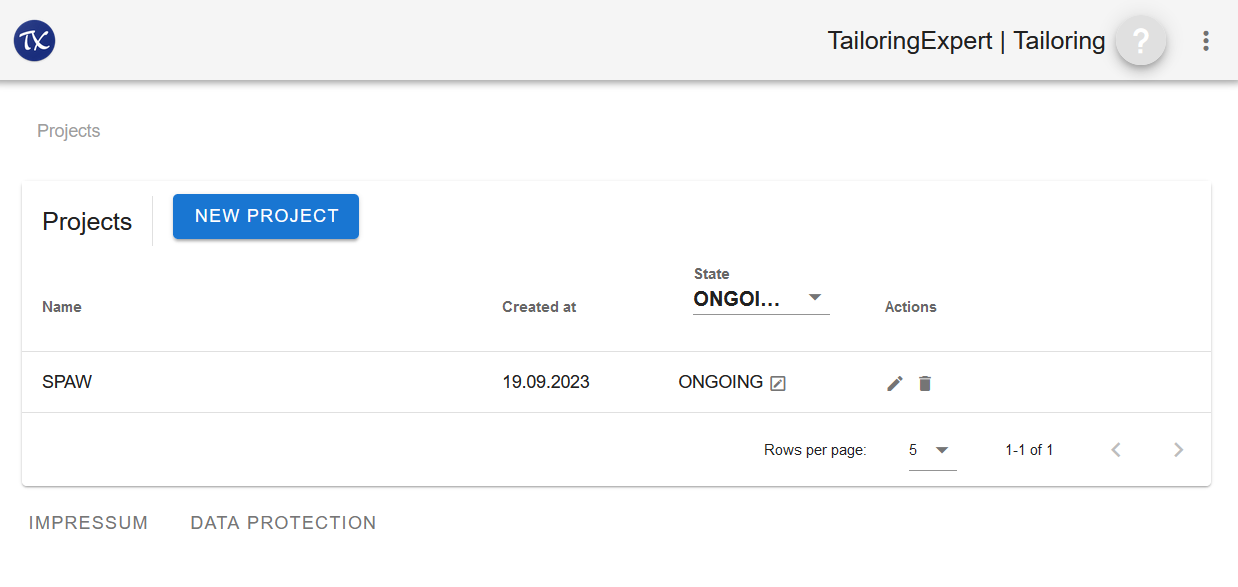 TX
TailoringExpert | Tailoring ?
Projects
Projects NEW PROJECT
State
ONGOI...
Name Created at Actions
SPAW 19.09.2023 ONGOING
Rows per page: 5 1-1 of 1
IMPRESSUM DATA PROTECTION